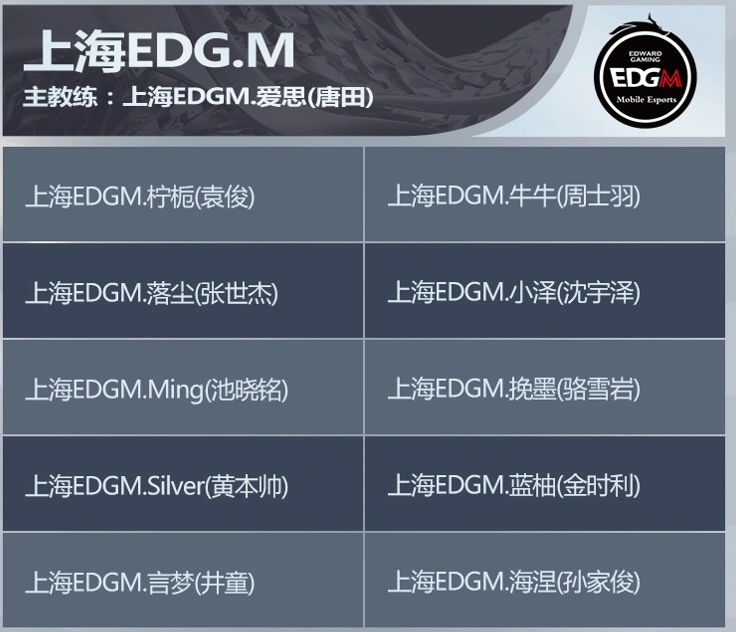 上海EDG.M
主教练：上海EDGM.爱思(唐田)
EDWARD
GAMING
EDGM
Mobile Esports
上海EDGM.柠栀(袁俊)
上海EDGM.牛牛(周士羽)
上海EDGM.落尘(张世杰)
上海EDGM.小泽(沈宇泽)
上海EDGM.Ming(池晓铭)
上海EDGM.挽墨(骆雪岩)
上海EDGM.Silver(黄本帅)
上海EDGM.蓝柚(金时利)
上海EDGM.言梦(井童)
上海EDGM.海涅(孙家俊)